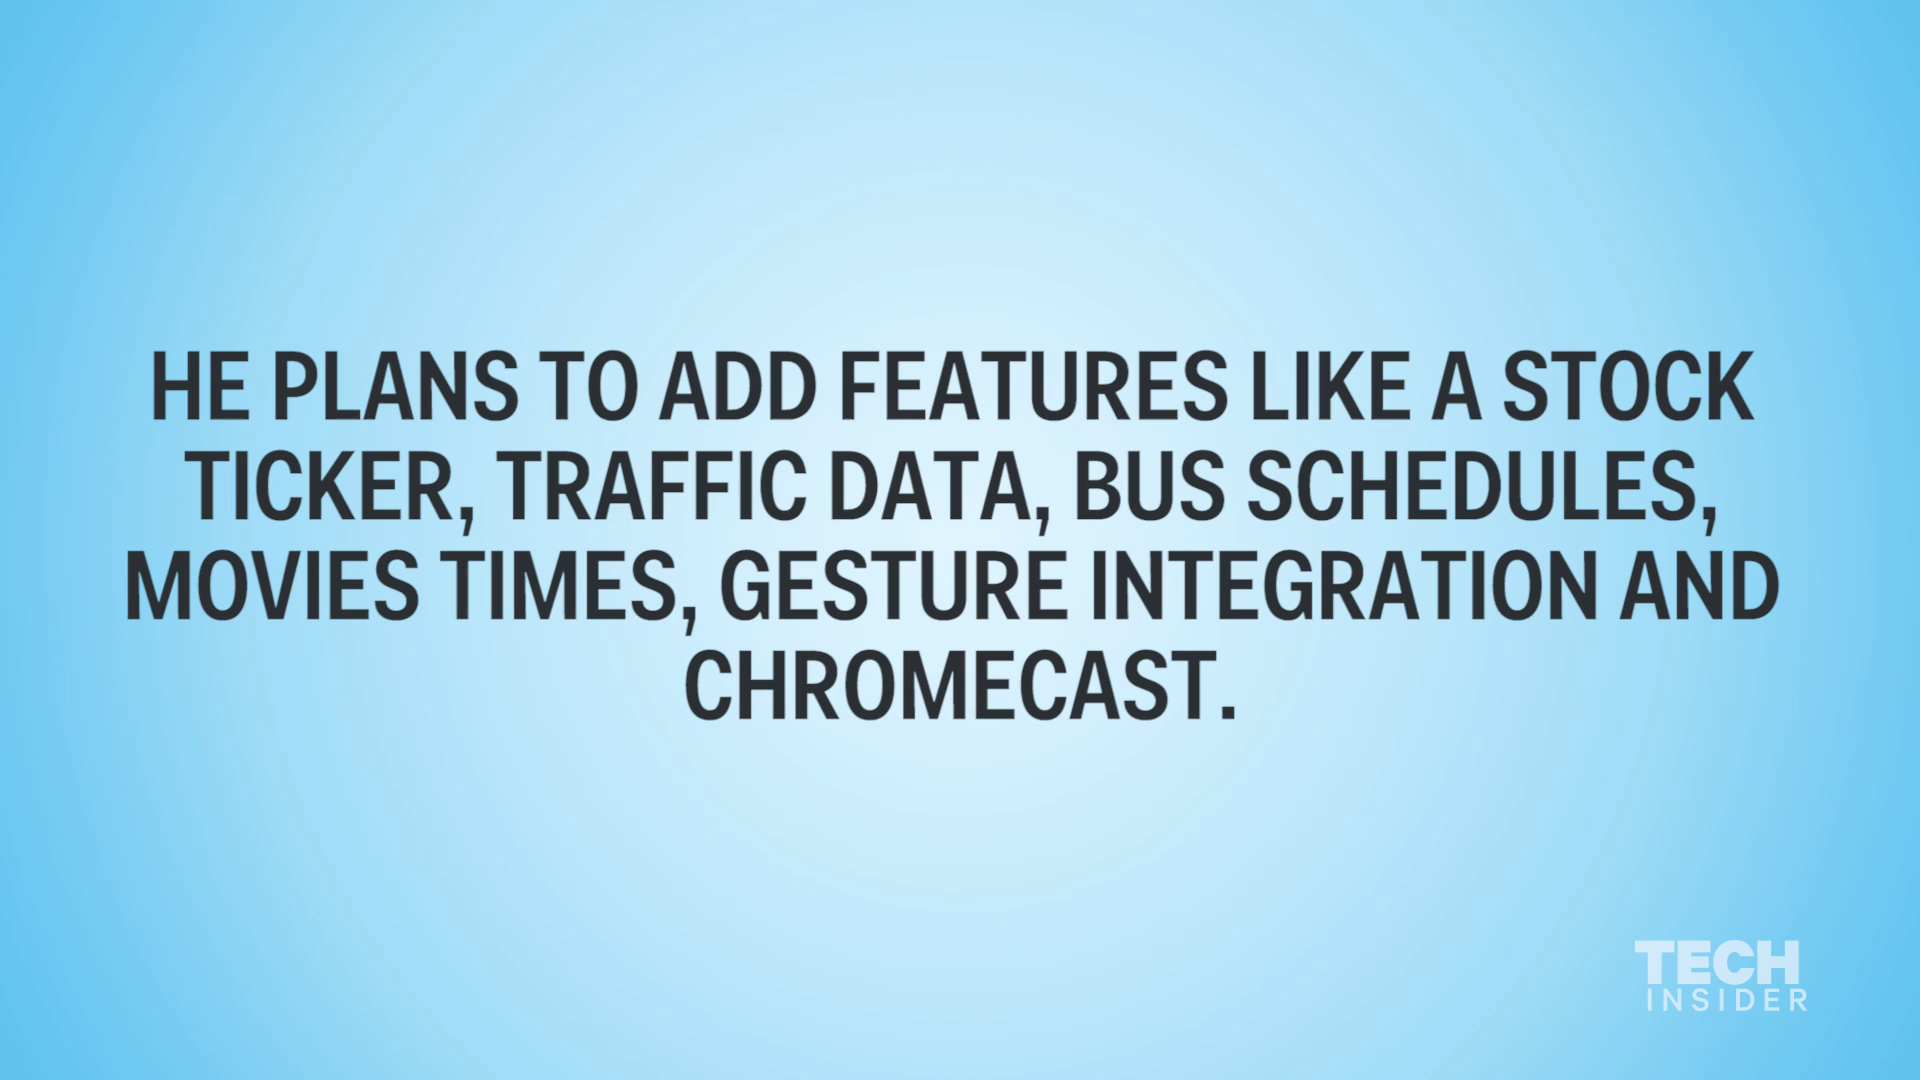 HE PLANS TO ADD FEATURES LIKE A STOCK
TICKER, TRAFFIC DATA, BUS SCHEDULES,
MOVIES TIMES, GESTURE INTEGRATION AND
CHROMECAST.
TECH
INSIDER